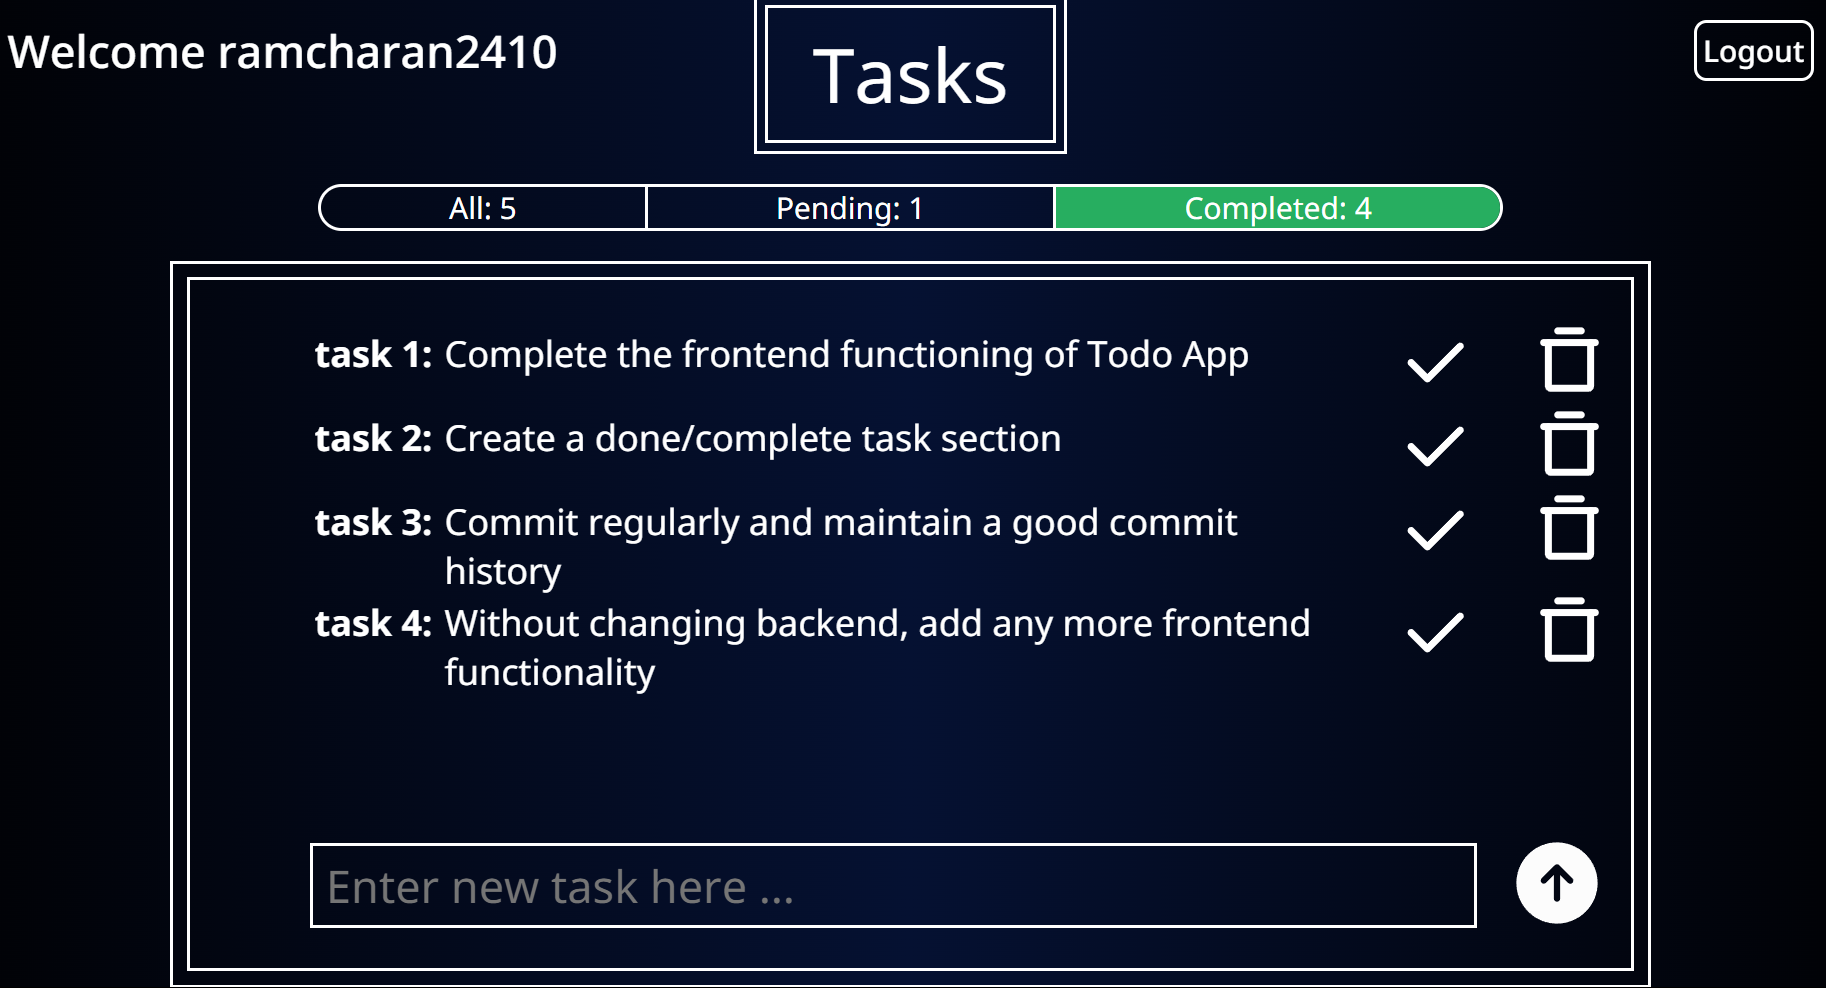 Welcome ramcharan2410
Tasks
Logout
All: 5
Pending: 1
Completed: 4
task 1: Complete the frontend functioning of Todo App
task 2: Create a done/complete task section
task 3: Commit regularly and maintain a good commit
history
task 4: Without changing backend, add any more frontend
functionality
Enter new task here ...